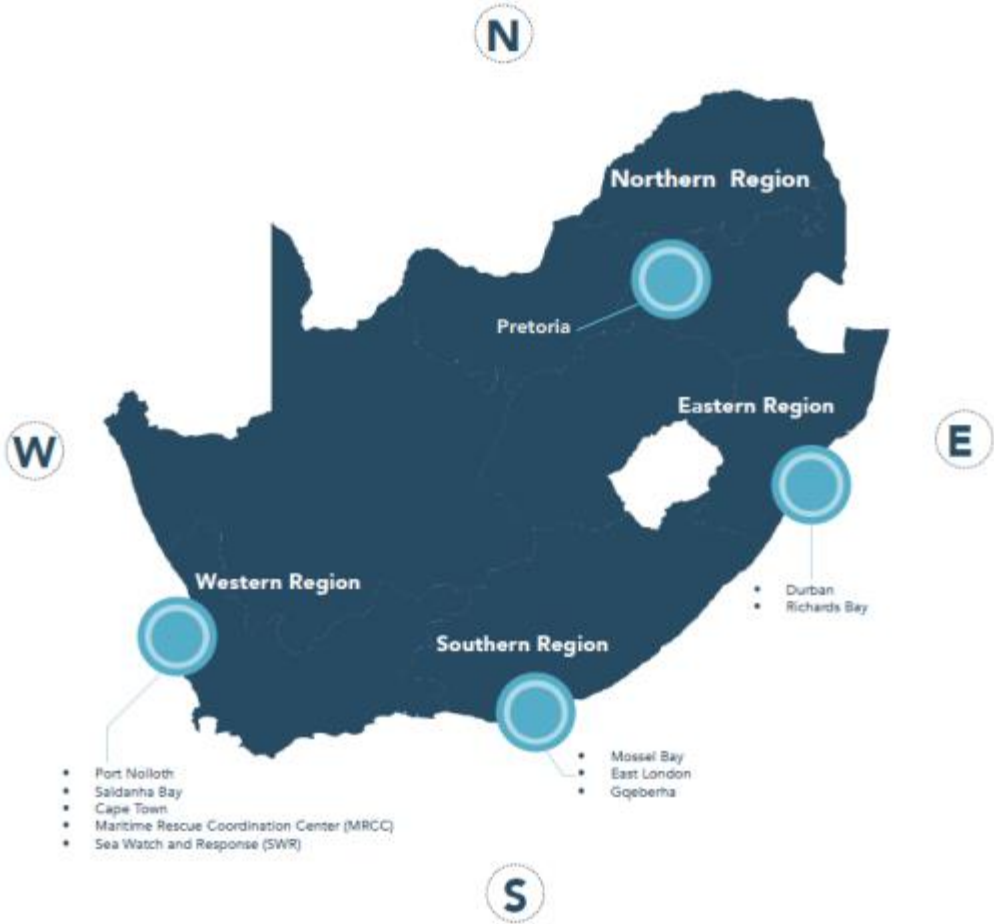 N
Northern Region
Pretoria
Eastern Region
W
E
Western Region
• Durban
• Richards Bay
Southern Region
• Mossel Bay
• East London
• Gqeberha
• Port Nolloth
• Saldanha Bay
• Cape Town
• Maritime Rescue Coordination Center (MRCC)
• Sea Watch and Response (SWR)
S